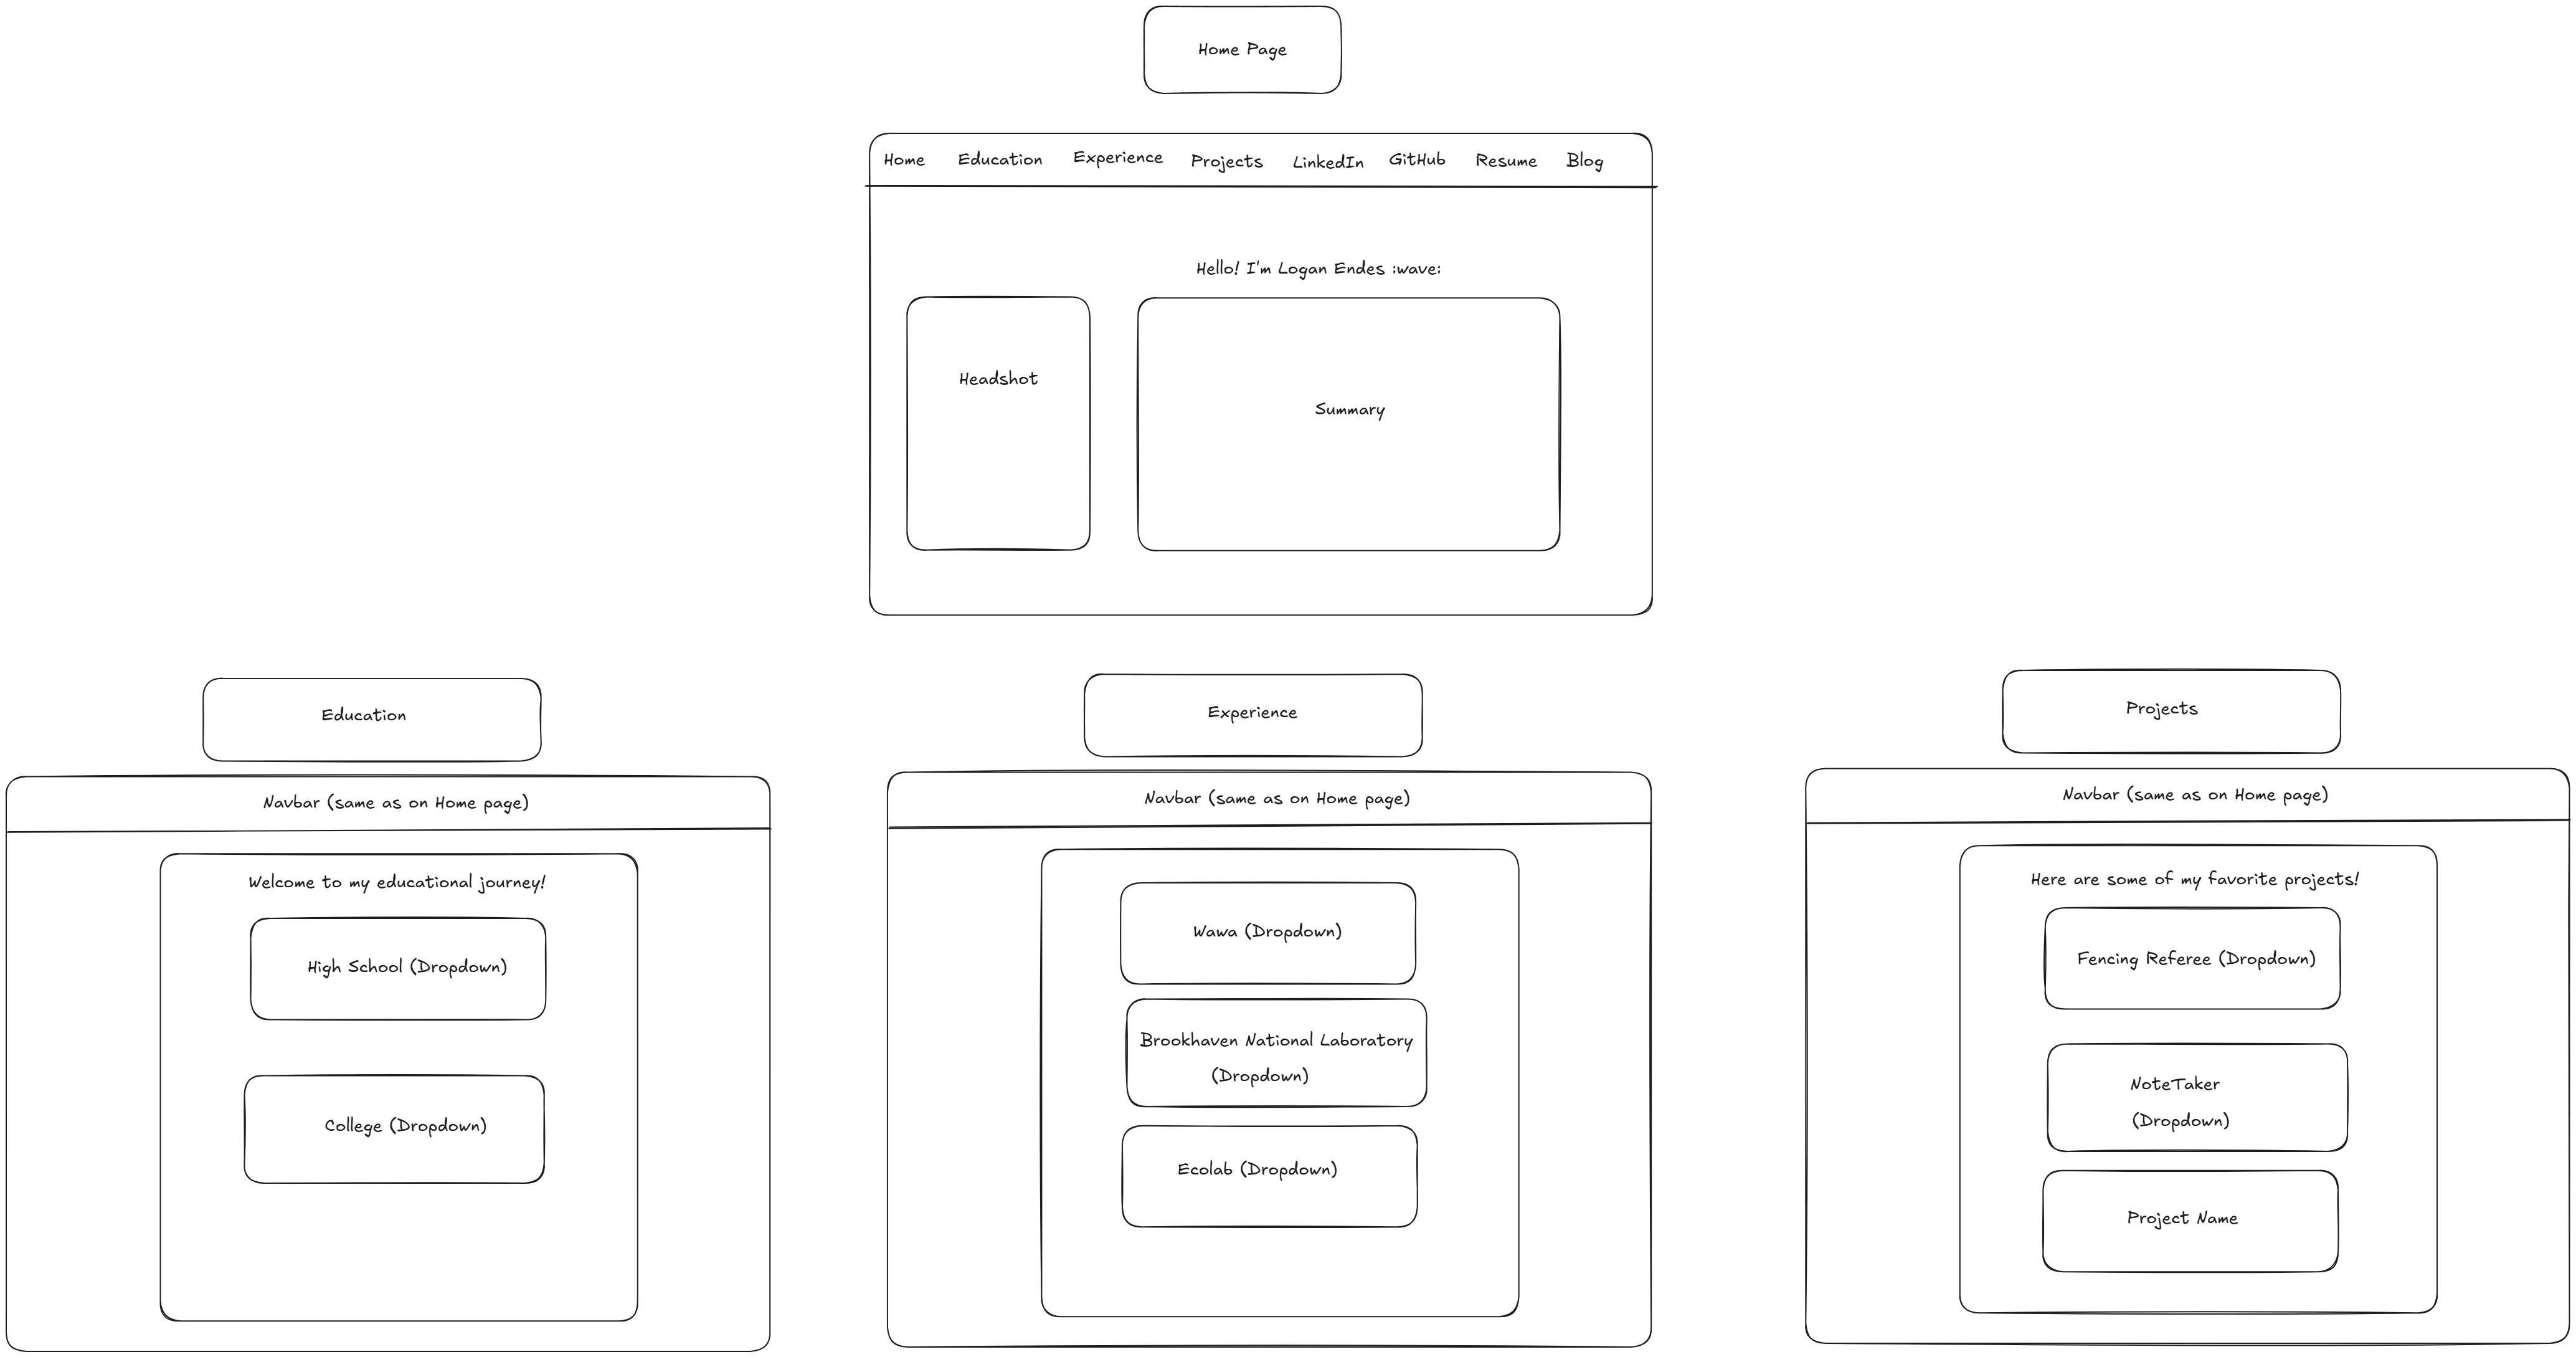 Home Page
Home Education Experience Projects LinkedIn GitHub Resume Blog
Hello! I'm Logan Endes :wave:
Headshot
Summary
Education
Navbar (same as on Home page)
Welcome to my educational journey!
High School (Dropdown)
College (Dropdown)
Experience
Navbar (same as on Home page)
Wawa (Dropdown)
Brookhaven National Laboratory
(Dropdown)
Ecolab (Dropdown)
Projects
Navbar (same as on Home page)
Here are some of my favorite projects!
Fencing Referee (Dropdown)
NoteTaker
(Dropdown)
Project Name